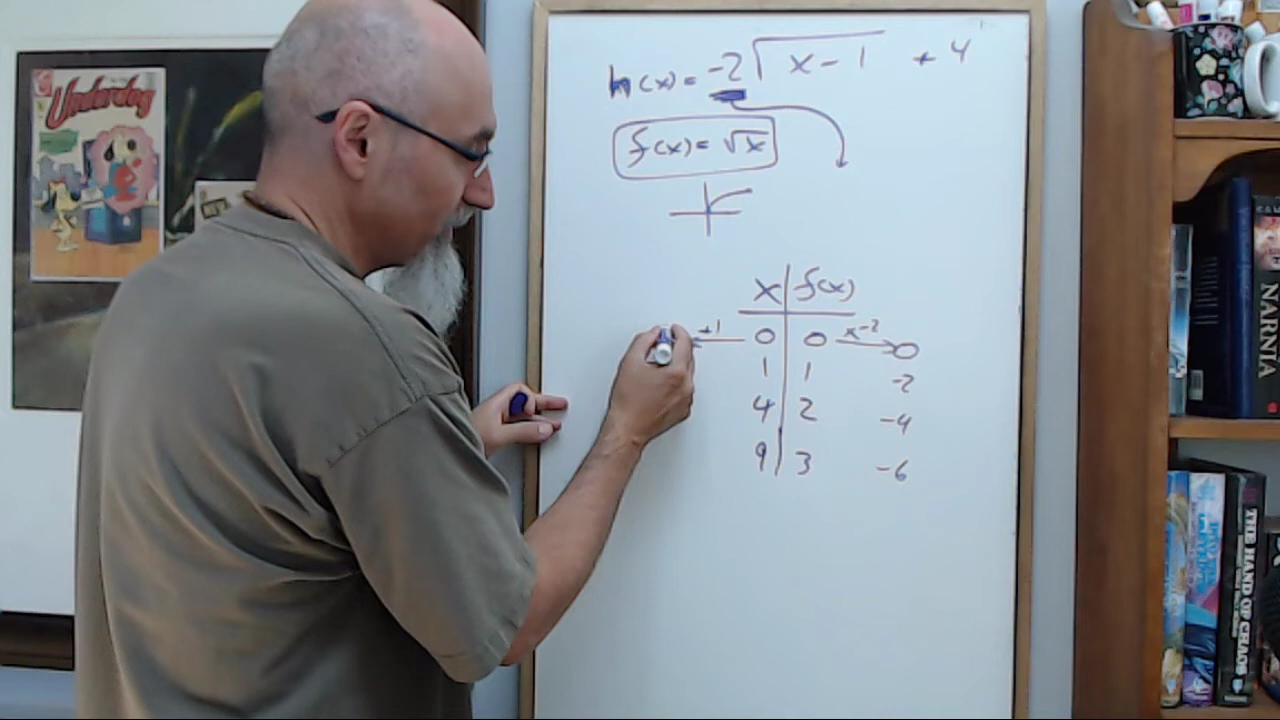 h(x) = -2√x - 1 + 4
f(x) = √x
x f(x)
+1 0 0 x-2 0
1 1 -2
4 2 -4
9 3 -6
Underdog
NARNIA
THE HAND OF CHAOS